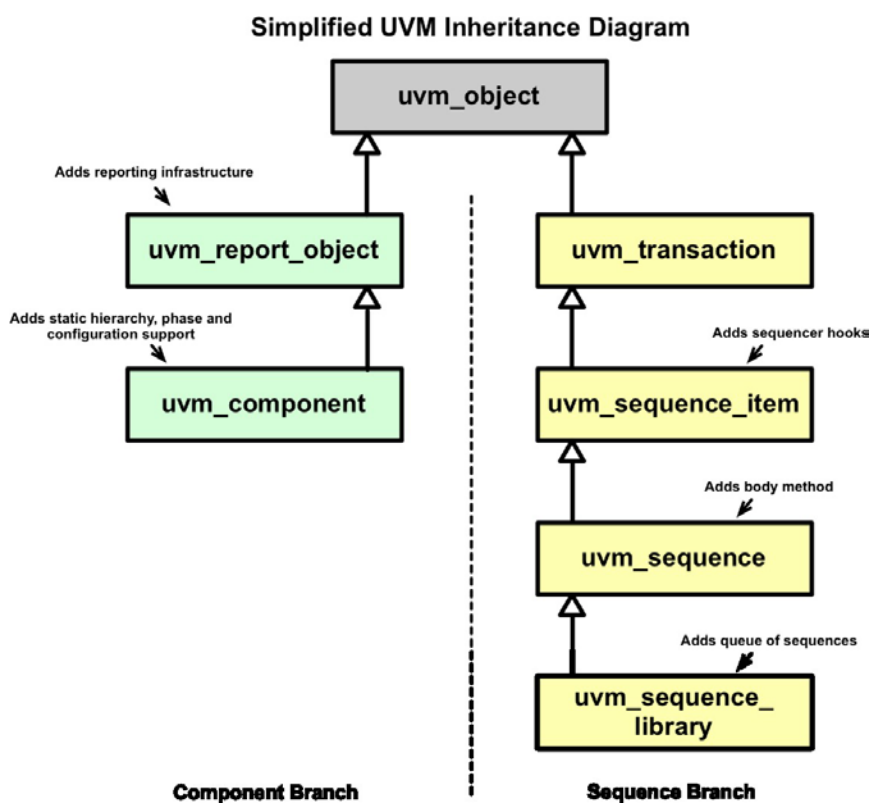 Simplified UVM Inheritance Diagram
uvm_object
Adds reporting infrastructure
uvm_report_object
uvm_transaction
Adds static hierarchy, phase and
configuration support
Adds sequencer hooks
uvm_component
uvm_sequence_item
Adds body method
uvm_sequence
Adds queue of sequences
uvm_sequence_
library
Component Branch
Sequence Branch